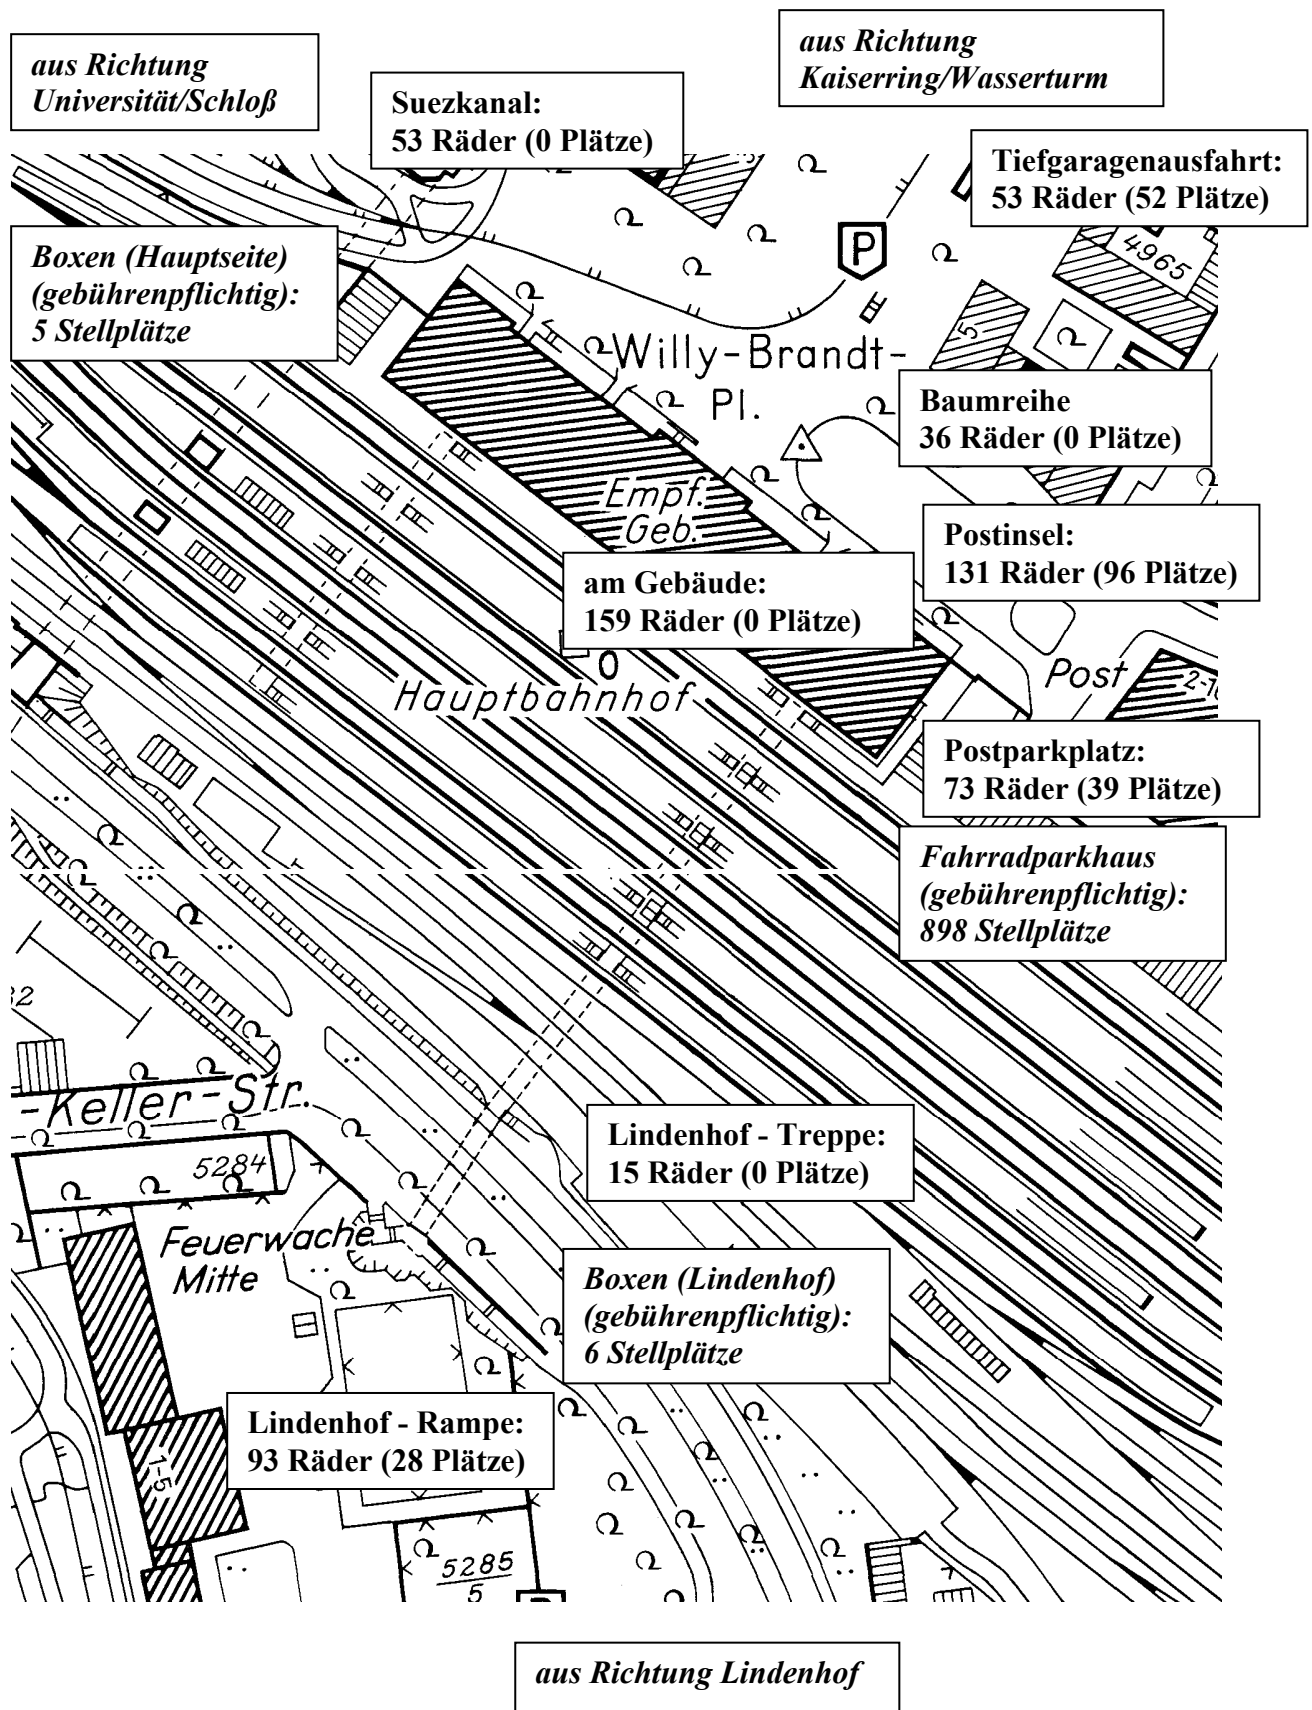 aus Richtung
Universität/Schloß
aus Richtung
Kaiserring/Wasserturm
Suezkanal:
53 Räder (0 Plätze)
Tiefgaragenausfahrt:
53 Räder (52 Plätze)
P
4965
Boxen (Hauptseite)
(gebührenpflichtig):
5 Stellplätze
5
Willy-Brandt-
Pl.
Baumreihe
36 Räder (0 Plätze)
Empf.
Geb.
Postinsel:
131 Räder (96 Plätze)
am Gebäude:
159 Räder (0 Plätze)
Post
Hauptbahnhof
Postparkplatz:
73 Räder (39 Plätze)
Fahrradparkhaus
(gebührenpflichtig):
898 Stellplätze
-Keller-Str.
5284
Lindenhof - Treppe:
15 Räder (0 Plätze)
Feuerwache
Mitte
Boxen (Lindenhof)
(gebührenpflichtig):
6 Stellplätze
Lindenhof - Rampe:
93 Räder (28 Plätze)
1-5
5285
5
aus Richtung Lindenhof